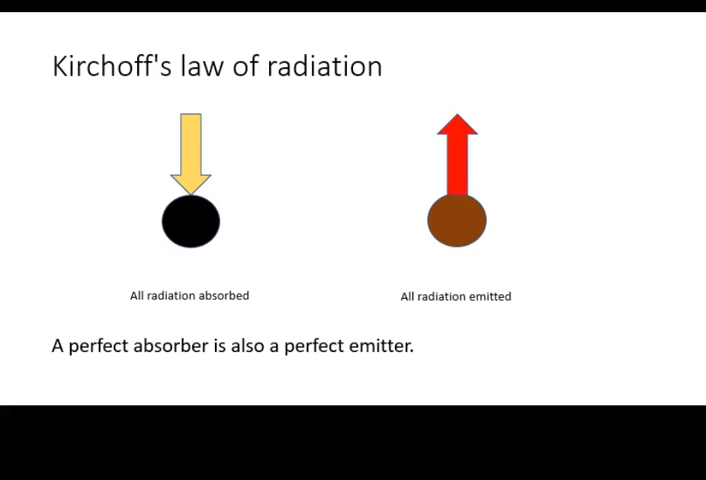 Kirchoff's law of radiation
All radiation absorbed
All radiation emitted
A perfect absorber is also a perfect emitter.